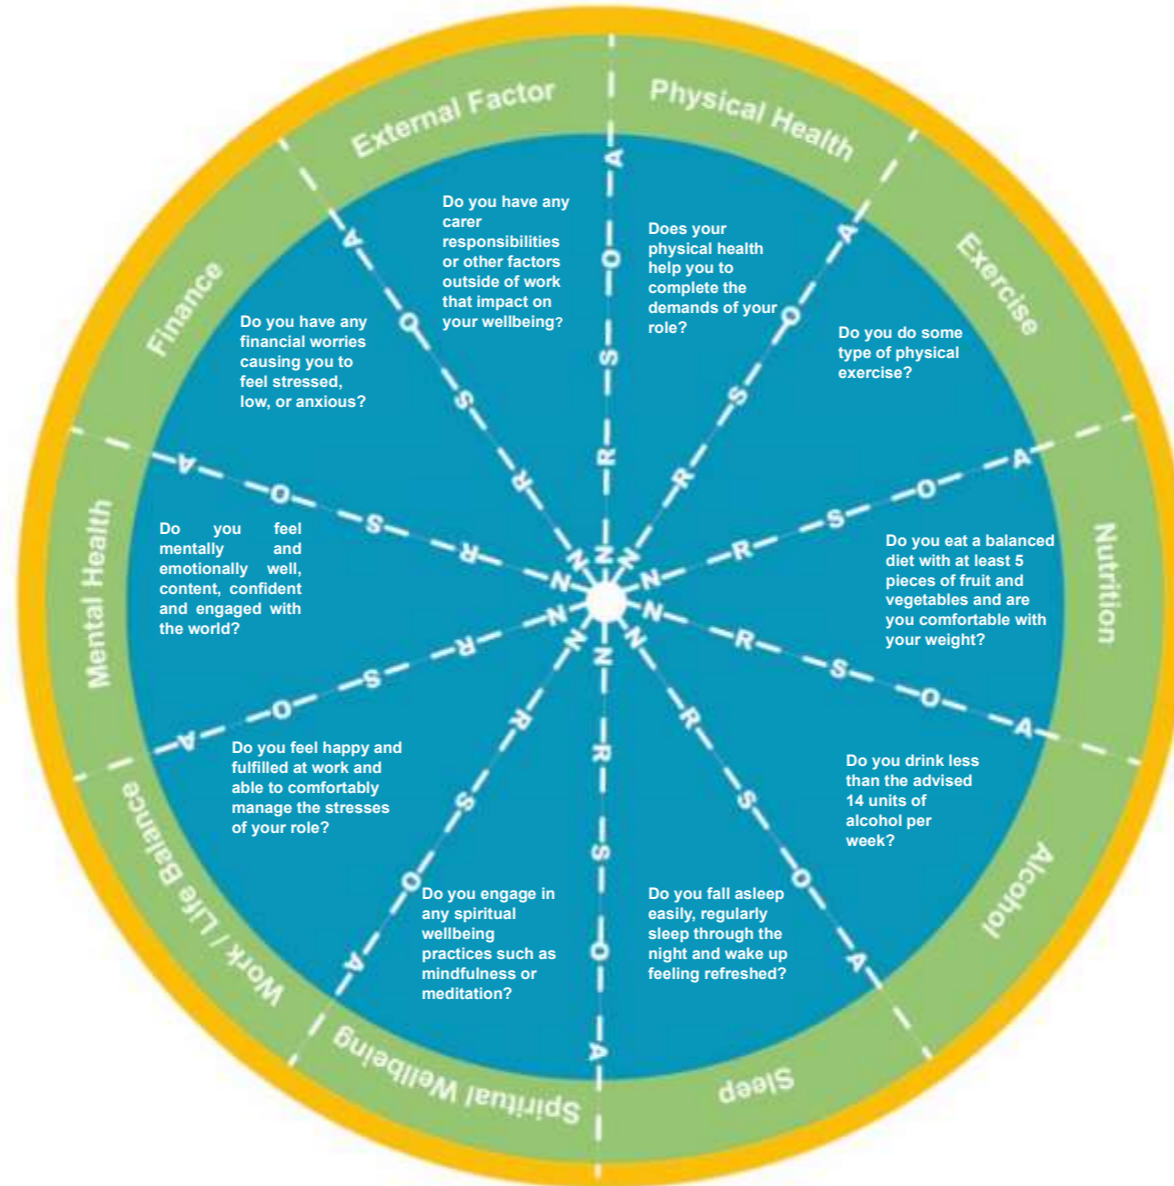 External Factor
Do you have any
carer
responsibilities
or other factors
outside of work
that impact on
your wellbeing?
Physical Health
Does your
physical health
help you to
complete the
demands of your
role?
Exercise
Do you do some
type of physical
exercise?
Nutrition
Do you eat a balanced
diet with at least 5
pieces of fruit and
vegetables and are
you comfortable with
your weight?
Alcohol
Do you drink less
than the advised
14 units of
alcohol per
week?
Sleep
Do you fall asleep
easily, regularly
sleep through the
night and wake up
feeling refreshed?
Spiritual Wellbeing
Do you engage in
any spiritual
wellbeing
practices such as
mindfulness or
meditation?
Work / Life Balance
Do you feel happy and
fulfilled at work and
able to comfortably
manage the stresses
of your role?
Mental Health
Do you feel
mentally and
emotionally well,
content, confident
and engaged with
the world?
Finance
Do you have any
financial worries
causing you to
feel stressed,
low, or anxious?
A O S R N
A O S R N
A O S R N
A O S R N
A O S R N
A O S R N
A O S R N
A O S R N
A O S R N
A O S R N